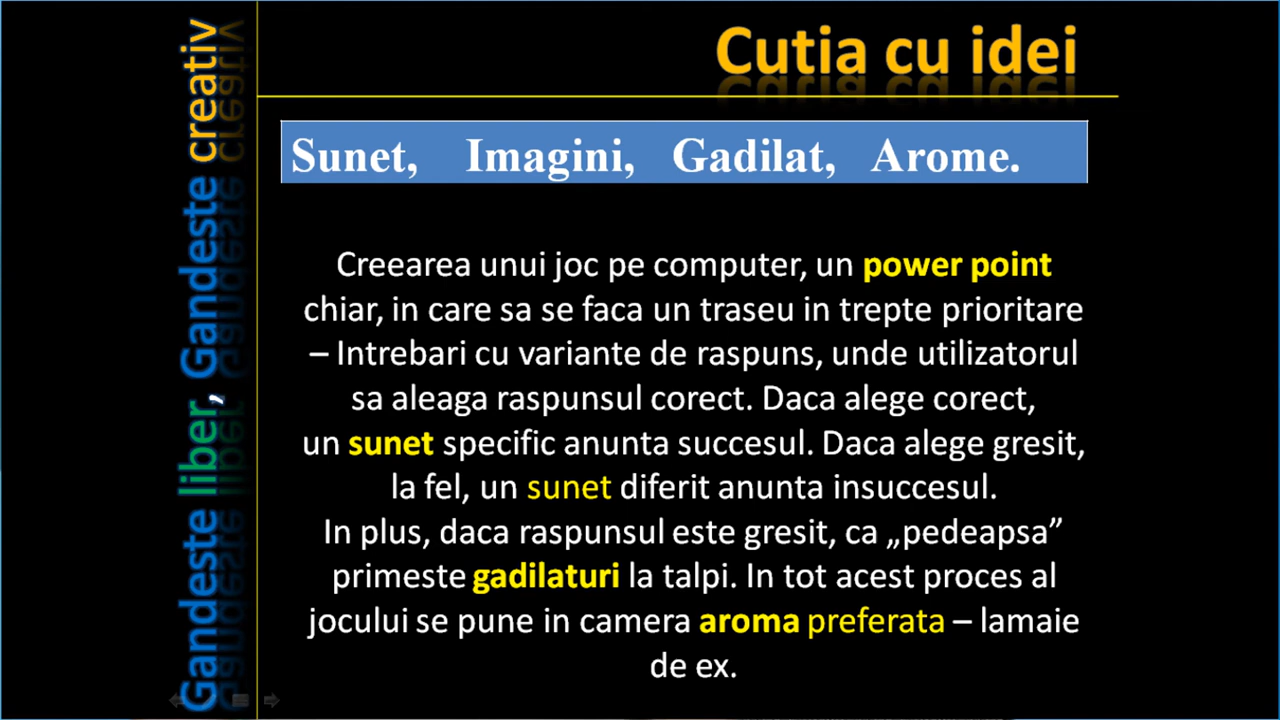 Gandeste liber, Gandeste creativ
Cutia cu idei
Sunet, Imagini, Gadilat, Arome.
Creearea unui joc pe computer, un power point
chiar, in care sa se faca un traseu in trepte prioritare
– Intrebari cu variante de raspuns, unde utilizatorul
sa aleaga raspunsul corect. Daca alege corect,
un sunet specific anunta succesul. Daca alege gresit,
la fel, un sunet diferit anunta insuccesul.
In plus, daca raspunsul este gresit, ca „pedeapsa”
primeste gadilaturi la talpi. In tot acest proces al
jocului se pune in camera aroma preferata – lamaie
de ex.